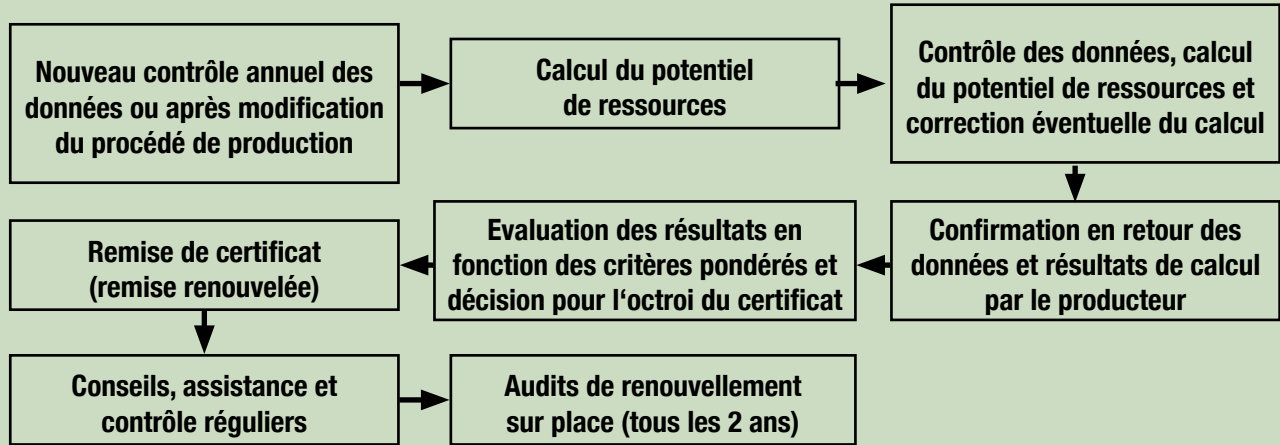 Nouveau contrôle annuel des
données ou après modification
du procédé de production
Calcul du potentiel
de ressources
Contrôle des données, calcul
du potentiel de ressources et
correction éventuelle du calcul
Confirmation en retour des
données et résultats de calcul
par le producteur
Evaluation des résultats en
fonction des critères pondérés et
décision pour l‘octroi du certificat
Remise de certificat
(remise renouvelée)
Conseils, assistance et
contrôle réguliers
Audits de renouvellement
sur place (tous les 2 ans)